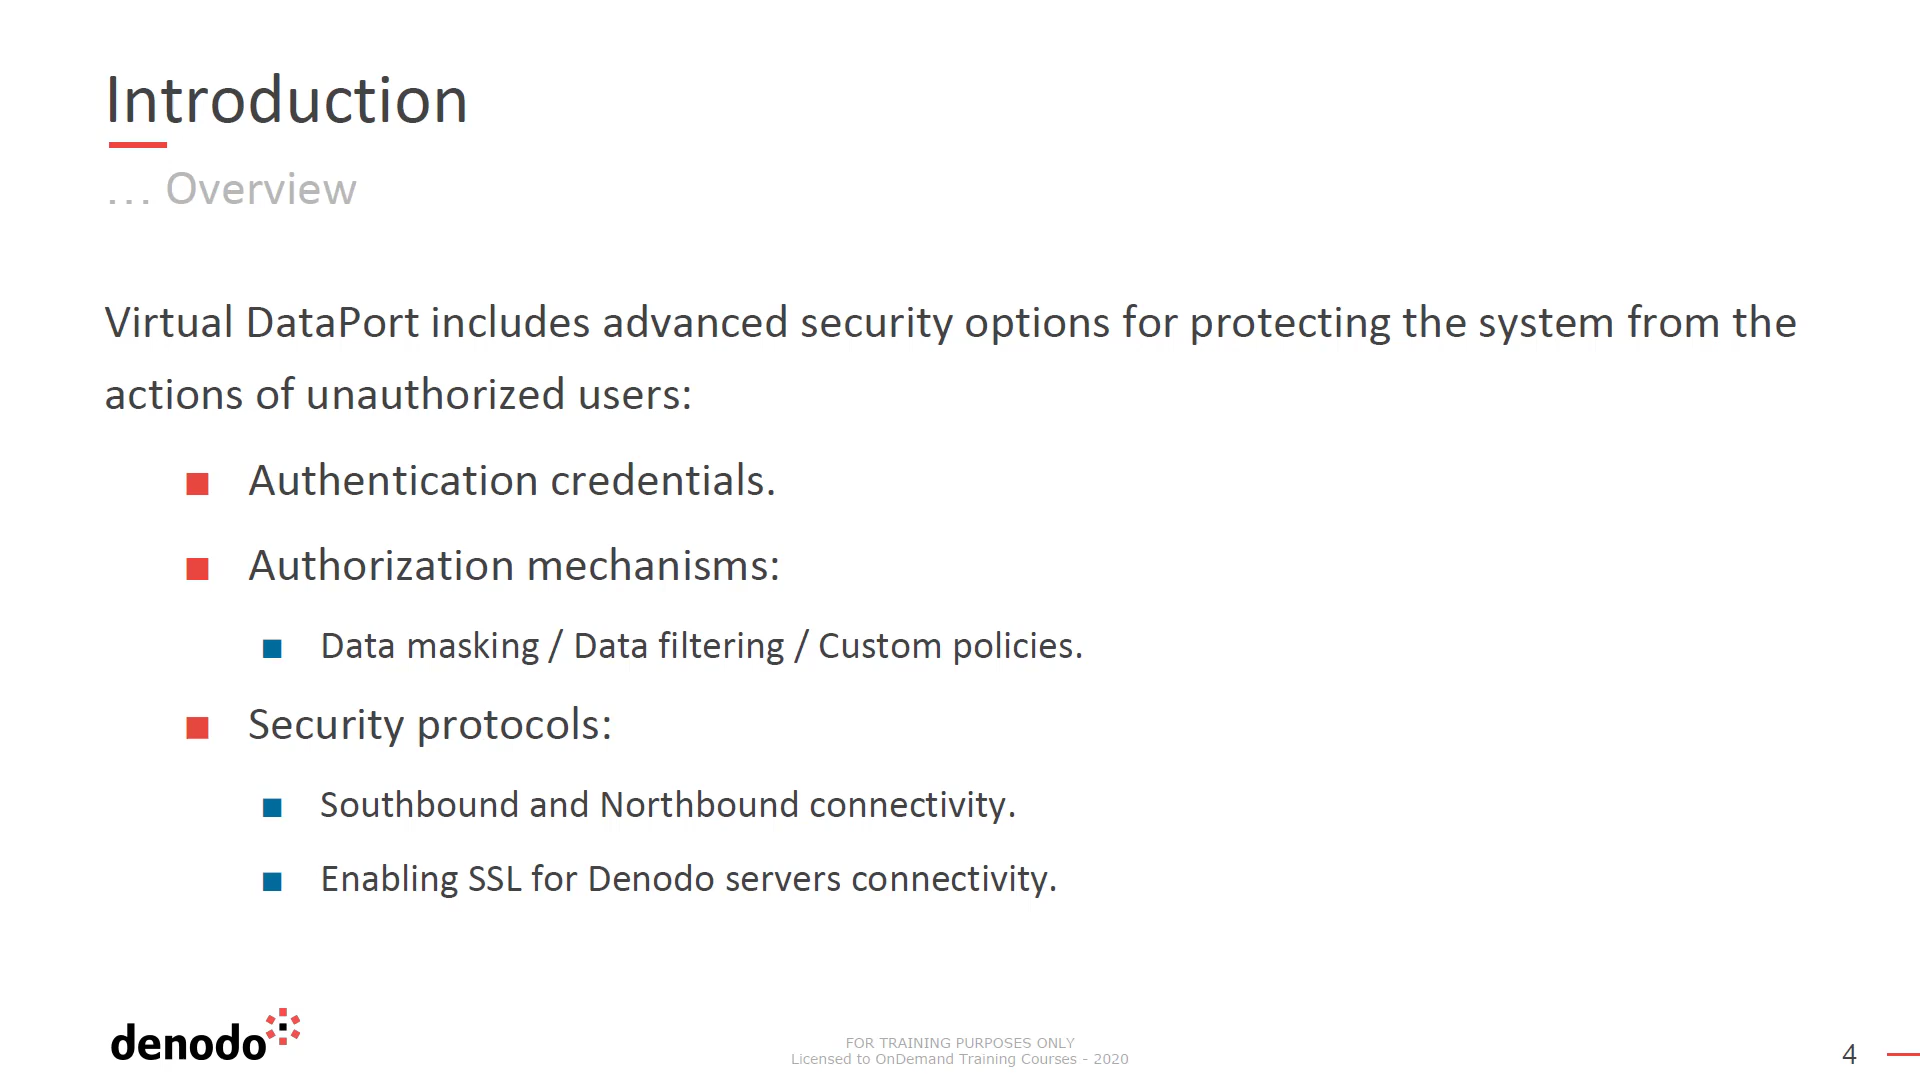 Introduction
... Overview
Virtual DataPort includes advanced security options for protecting the system from the
actions of unauthorized users:
Authentication credentials.
Authorization mechanisms:
Data masking / Data filtering / Custom policies.
Security protocols:
Southbound and Northbound connectivity.
Enabling SSL for Denodo servers connectivity.
denodo
FOR TRAINING PURPOSES ONLY
Licensed to OnDemand Training Courses - 2020
4